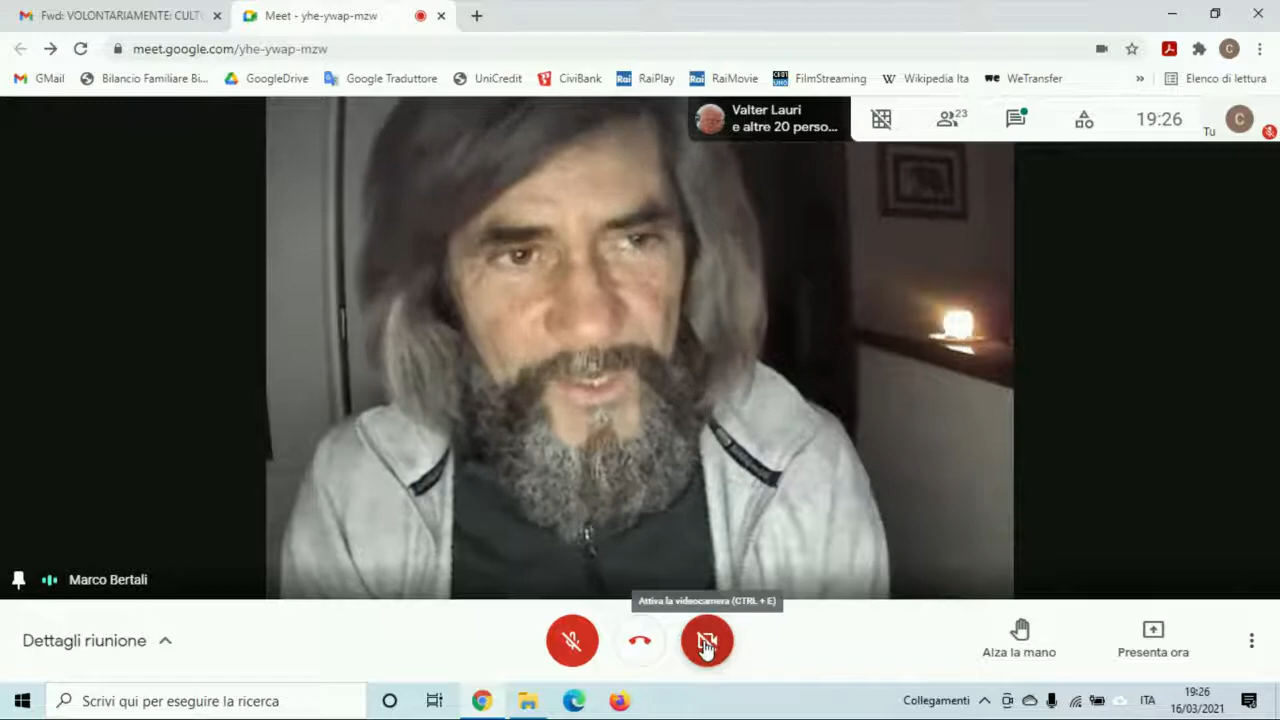 Fwd: VOLONTARIAMENTE: CULT
Meet - yhe-ywap-mzw
meet.google.com/yhe-ywap-mzw
C
GMail
Bilancio Familiare Bi...
GoogleDrive
Google Traduttore
UniCredit
CiviBank
Rai
RaiPlay
Rai
RaiMovie
FilmStreaming
W
Wikipedia Ita
we
WeTransfer
»
Elenco di lettura
Valter Lauri
e altre 20 perso...
23
19:26
Tu
C
Marco Bertali
Attiva la videocamera (CTRL + E)
Dettagli riunione
Alza la mano
Presenta ora
Scrivi qui per eseguire la ricerca
Collegamenti
ITA
19:26
16/03/2021